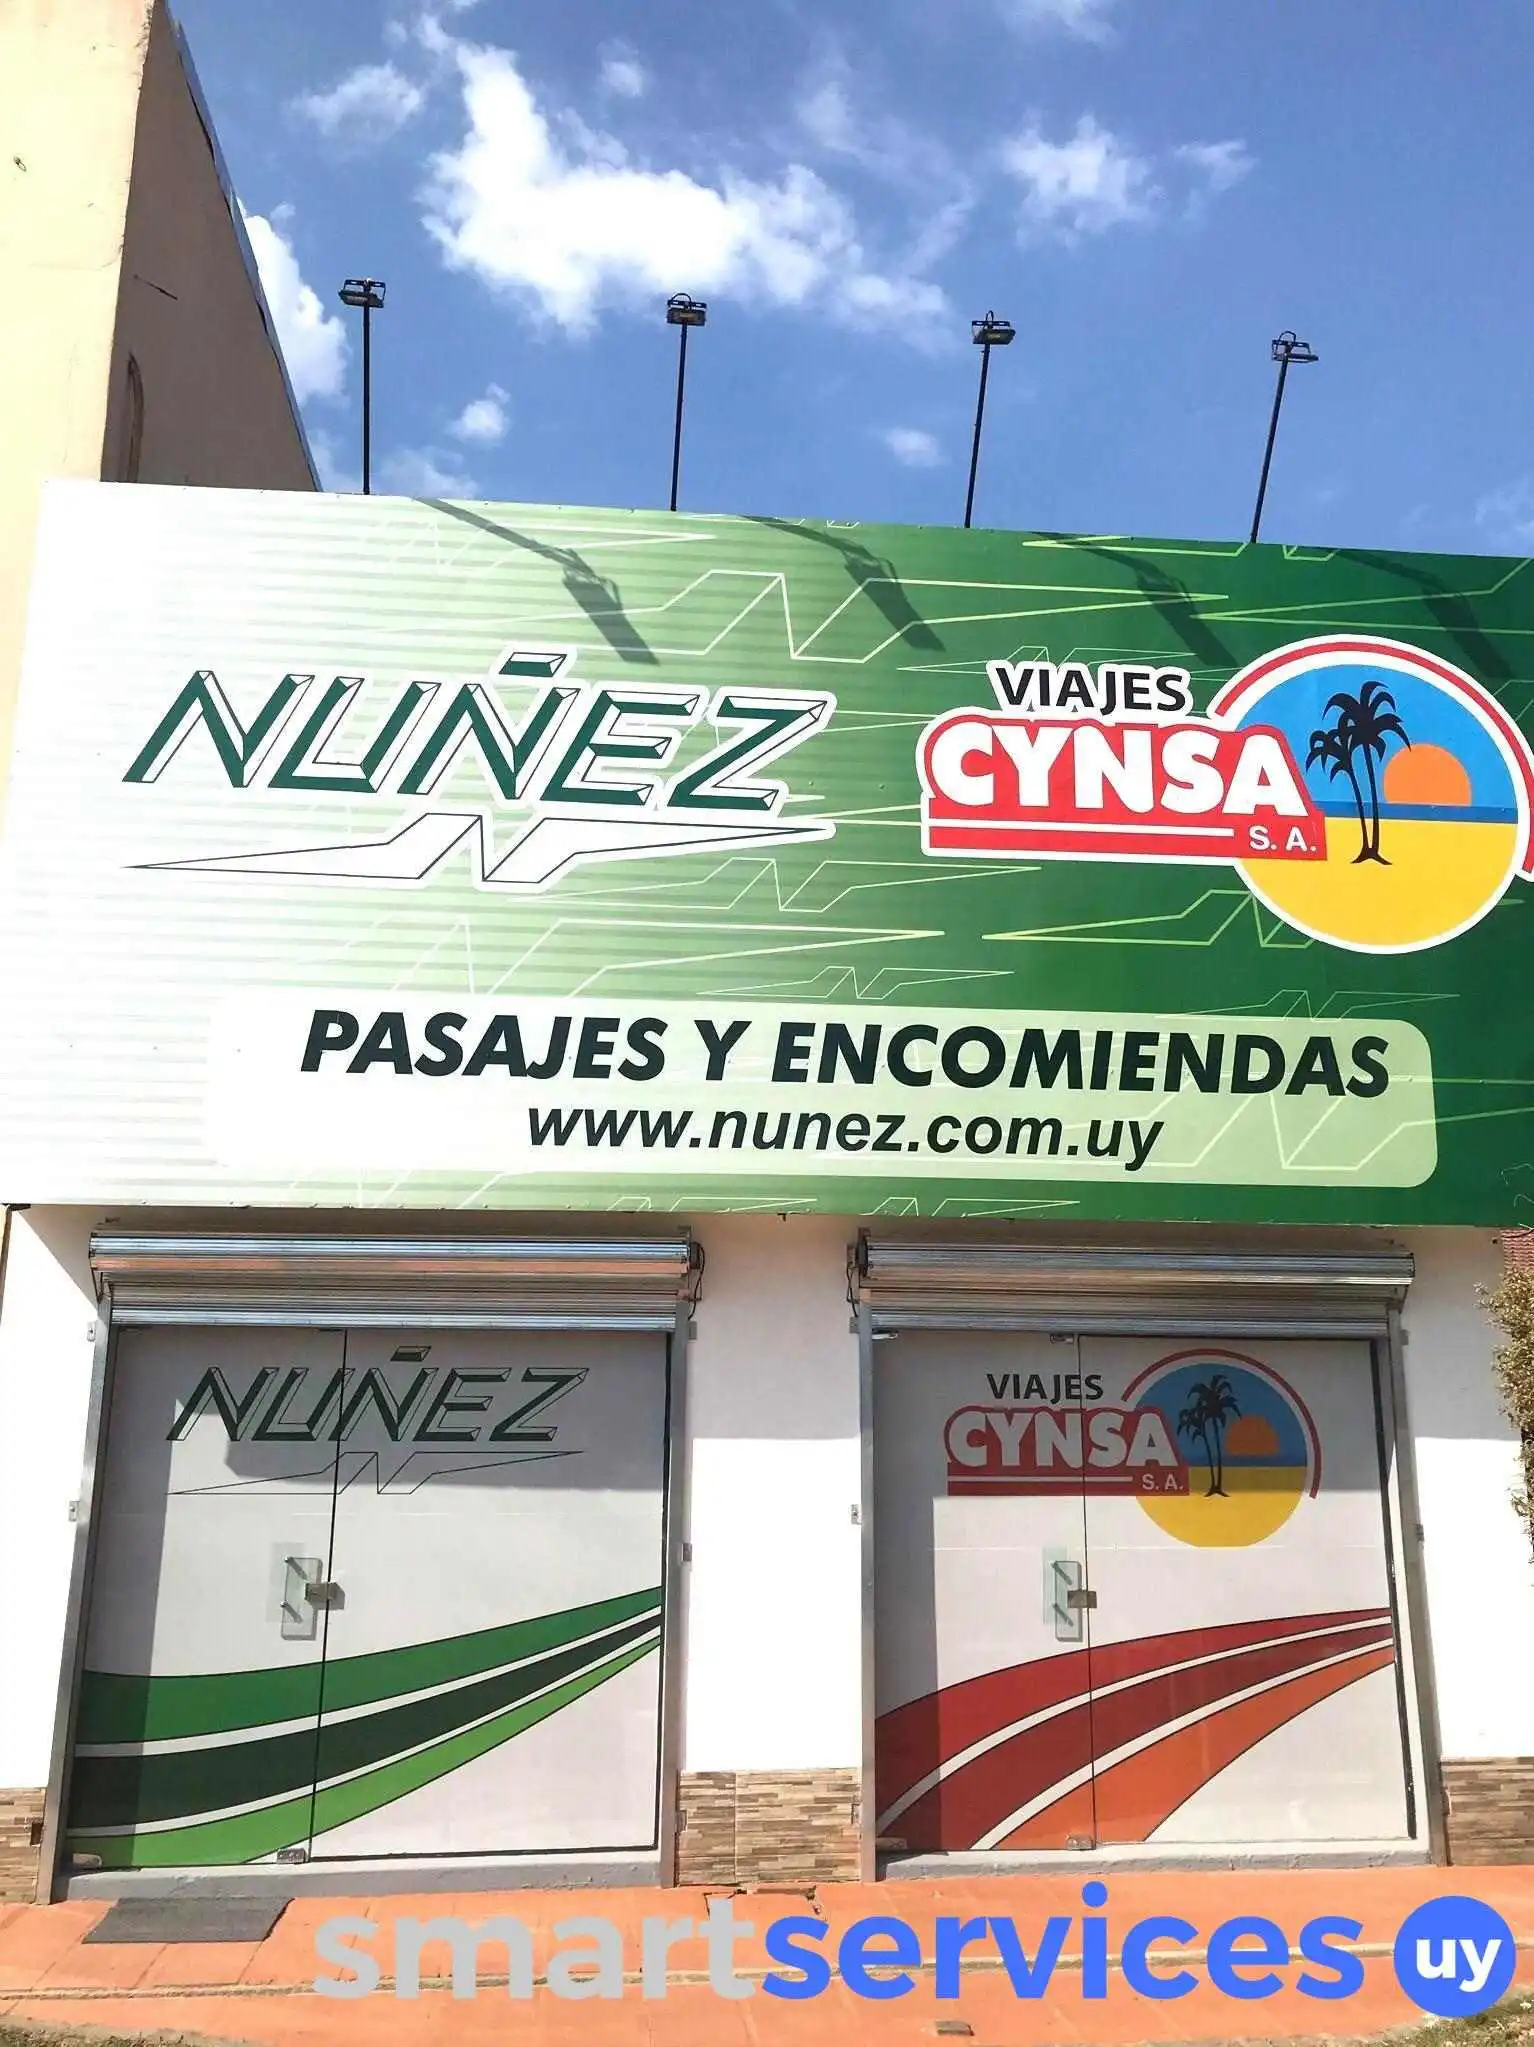 NUÑEZ
VIAJES
CYNSA
S.A.
PASAJES Y ENCOMIENDAS
www.nunez.com.uy
NUÑEZ
VIAJES
CYNSA
S.A.
smartservices uy